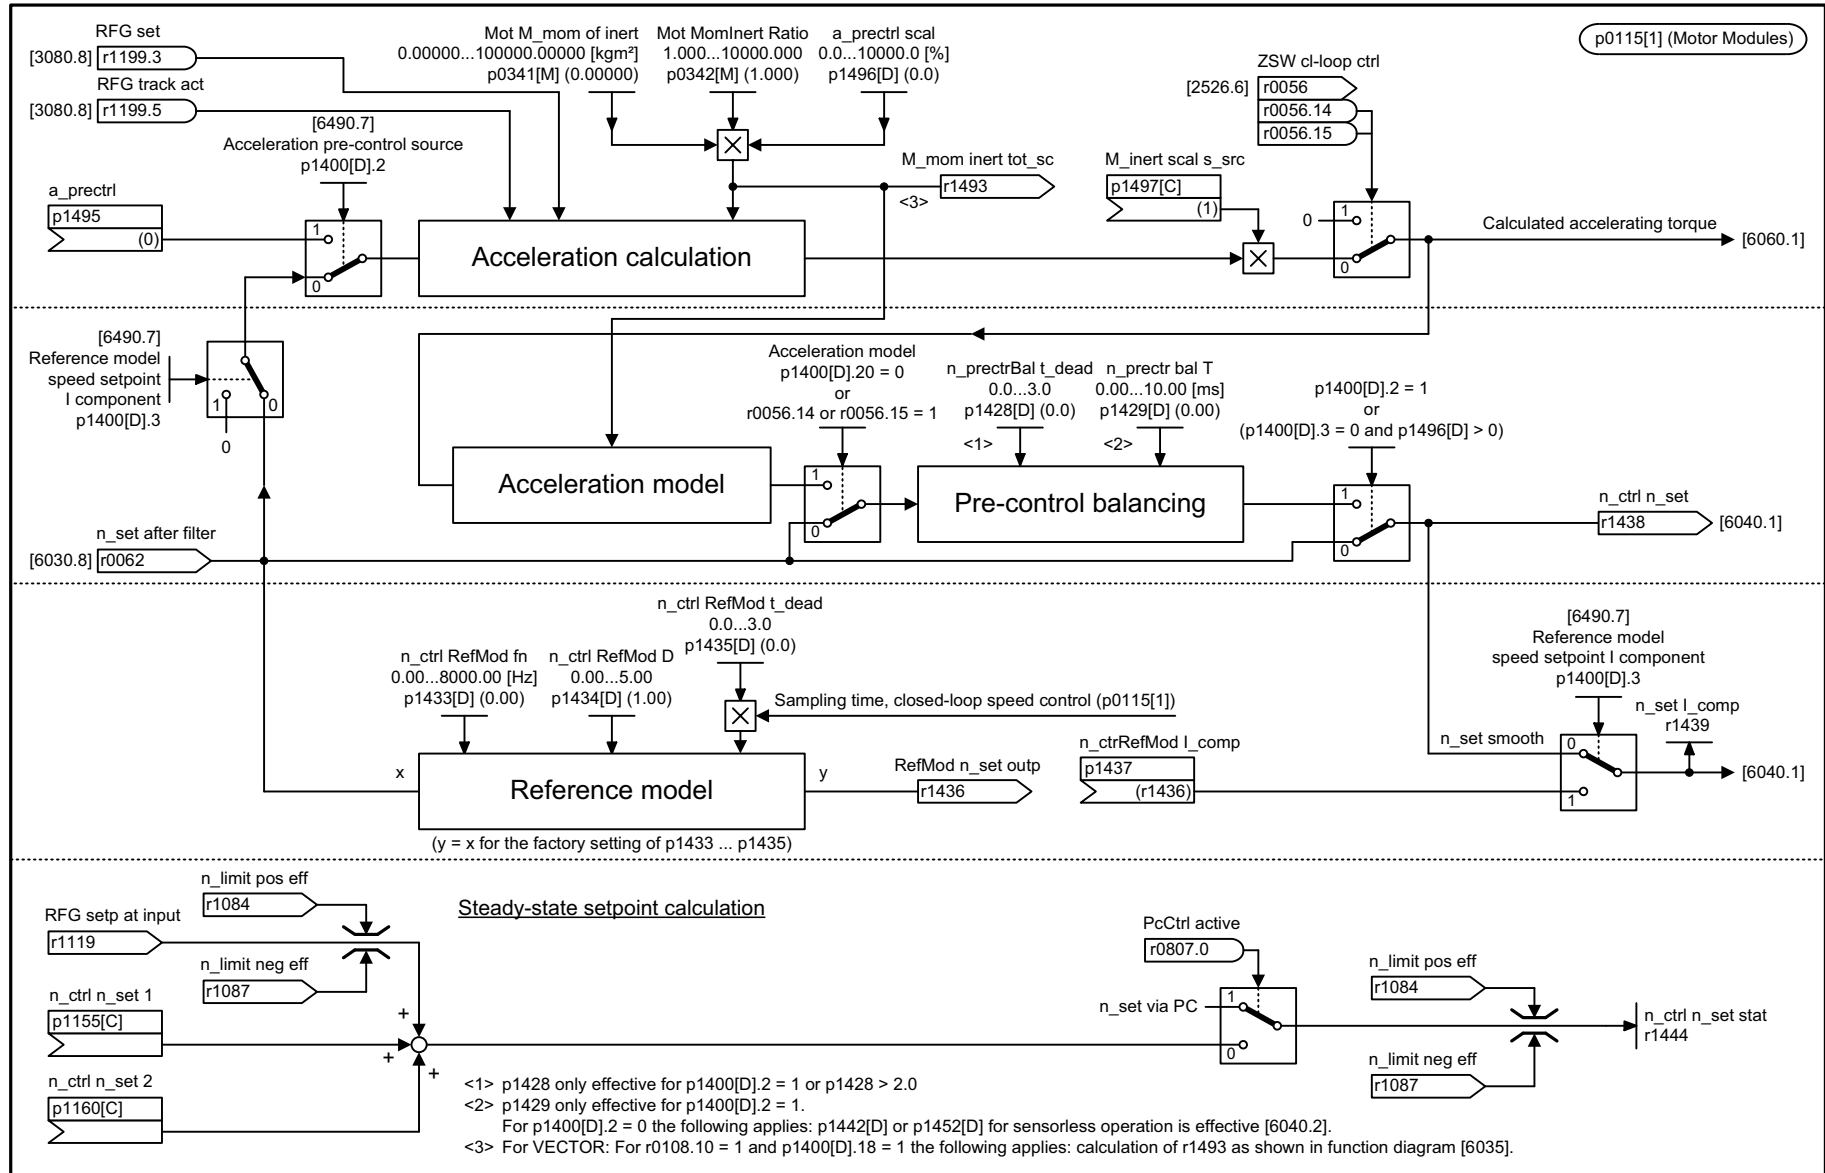 RFG set
[3080.8] r1199.3
RFG track act
[3080.8] r1199.5
Mot M_mom of inert
0.00000...100000.00000 [kgm²]
p0341[M] (0.00000)
Mot MomInert Ratio
1.000...10000.000
p0342[M] (1.000)
a_prectrl scal
0.0...10000.0 [%]
p1496[D] (0.0)
p0115[1] (Motor Modules)
ZSW cl-loop ctrl
[2526.6] r0056
r0056.14
r0056.15
[6490.7]
Acceleration pre-control source
p1400[D].2
a_prectrl
p1495
(0)
1
0
Acceleration calculation
M_mom inert tot_sc
<3> r1493
M_inert scal s_src
p1497[C]
(1)
0
1
0
Calculated accelerating torque
[6060.1]
[6490.7]
Reference model
speed setpoint
I component
p1400[D].3
1
0
0
Acceleration model
p1400[D].20 = 0
or
r0056.14 or r0056.15 = 1
n_prectrBal t_dead
0.0...3.0
p1428[D] (0.0)
<1>
n_prectr bal T
0.00...10.00 [ms]
p1429[D] (0.00)
<2>
p1400[D].2 = 1
or
(p1400[D].3 = 0 and p1496[D] > 0)
Acceleration model
1
0
Pre-control balancing
1
0
n_ctrl n_set
r1438
[6040.1]
n_set after filter
[6030.8] r0062
n_ctrl RefMod t_dead
0.0...3.0
p1435[D] (0.0)
n_ctrl RefMod fn
0.00...8000.00 [Hz]
p1433[D] (0.00)
n_ctrl RefMod D
0.00...5.00
p1434[D] (1.00)
Sampling time, closed-loop speed control (p0115[1])
[6490.7]
Reference model
speed setpoint I component
p1400[D].3
n_set I_comp
r1439
x
Reference model
y
RefMod n_set outp
r1436
n_ctrRefMod I_comp
p1437
(r1436)
n_set smooth
0
1
[6040.1]
(y = x for the factory setting of p1433 ... p1435)
n_limit pos eff
r1084
RFG setp at input
r1119
n_limit neg eff
r1087
Steady-state setpoint calculation
n_ctrl n_set 1
p1155[C]
+
+
+
n_ctrl n_set 2
p1160[C]
PcCtrl active
r0807.0
n_set via PC
1
0
n_limit pos eff
r1084
n_limit neg eff
r1087
n_ctrl n_set stat
r1444
<1> p1428 only effective for p1400[D].2 = 1 or p1428 > 2.0
<2> p1429 only effective for p1400[D].2 = 1.
For p1400[D].2 = 0 the following applies: p1442[D] or p1452[D] for sensorless operation is effective [6040.2].
<3> For VECTOR: For r0108.10 = 1 and p1400[D].18 = 1 the following applies: calculation of r1493 as shown in function diagram [6035].